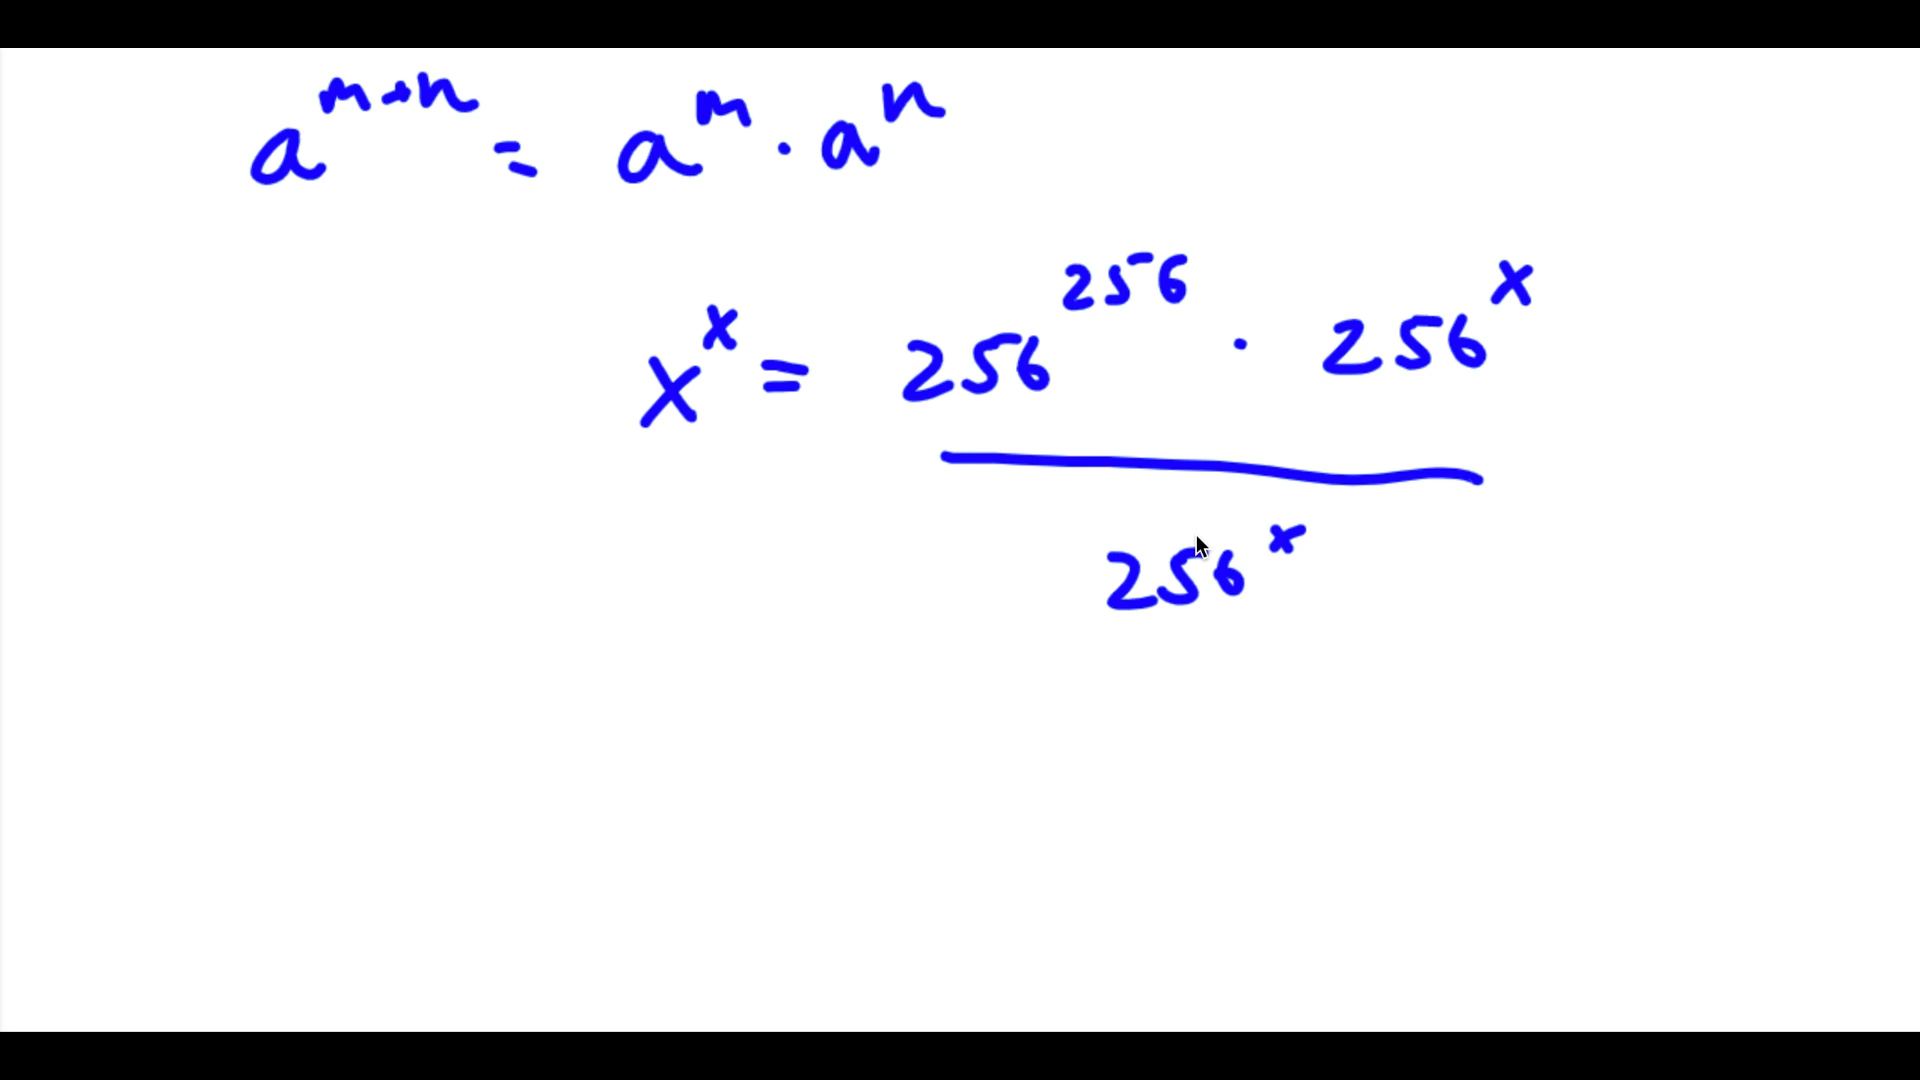 a^{m+n} = a^m · a^n
x^x = 256^{256} · 256^x
256^x